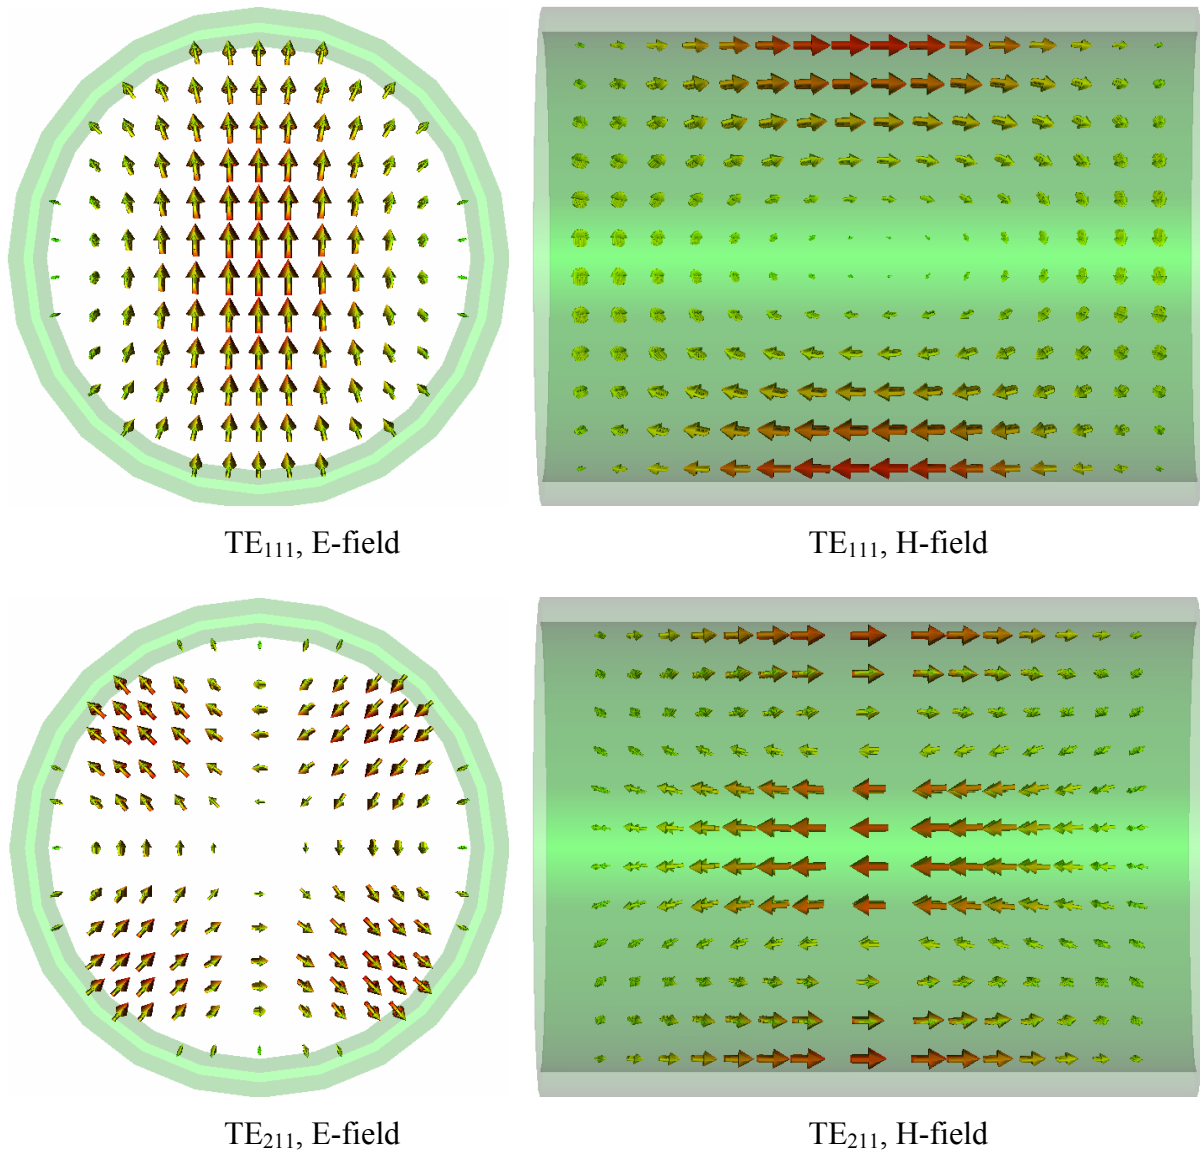 TE₁₁₁, E-field
TE₁₁₁, H-field
TE₂₁₁, E-field
TE₂₁₁, H-field